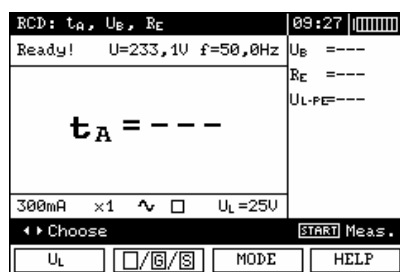 RCD: tA, UB, RE 09:27
Ready! U=233,1V f=50,0Hz
UB =---
RE =---
UL-PE=---
tA=---
300mA x1 ∿ □ UL=25V
Choose START Meas.
UL □/G/S MODE HELP